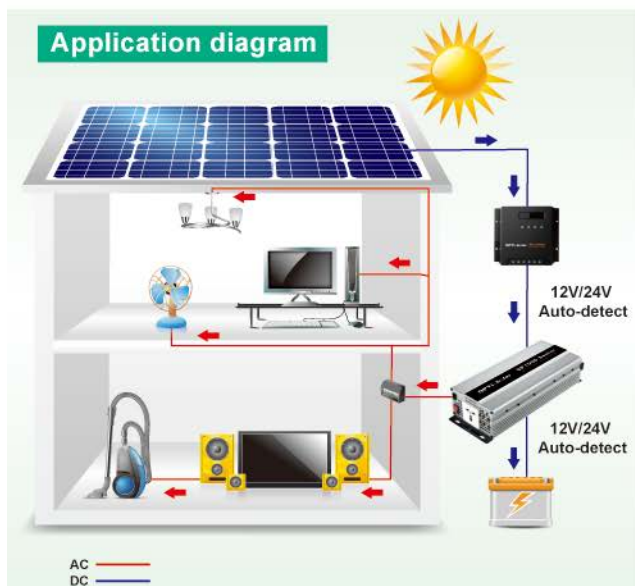 Application diagram
12V/24V
Auto-detect
12V/24V
Auto-detect
AC
DC